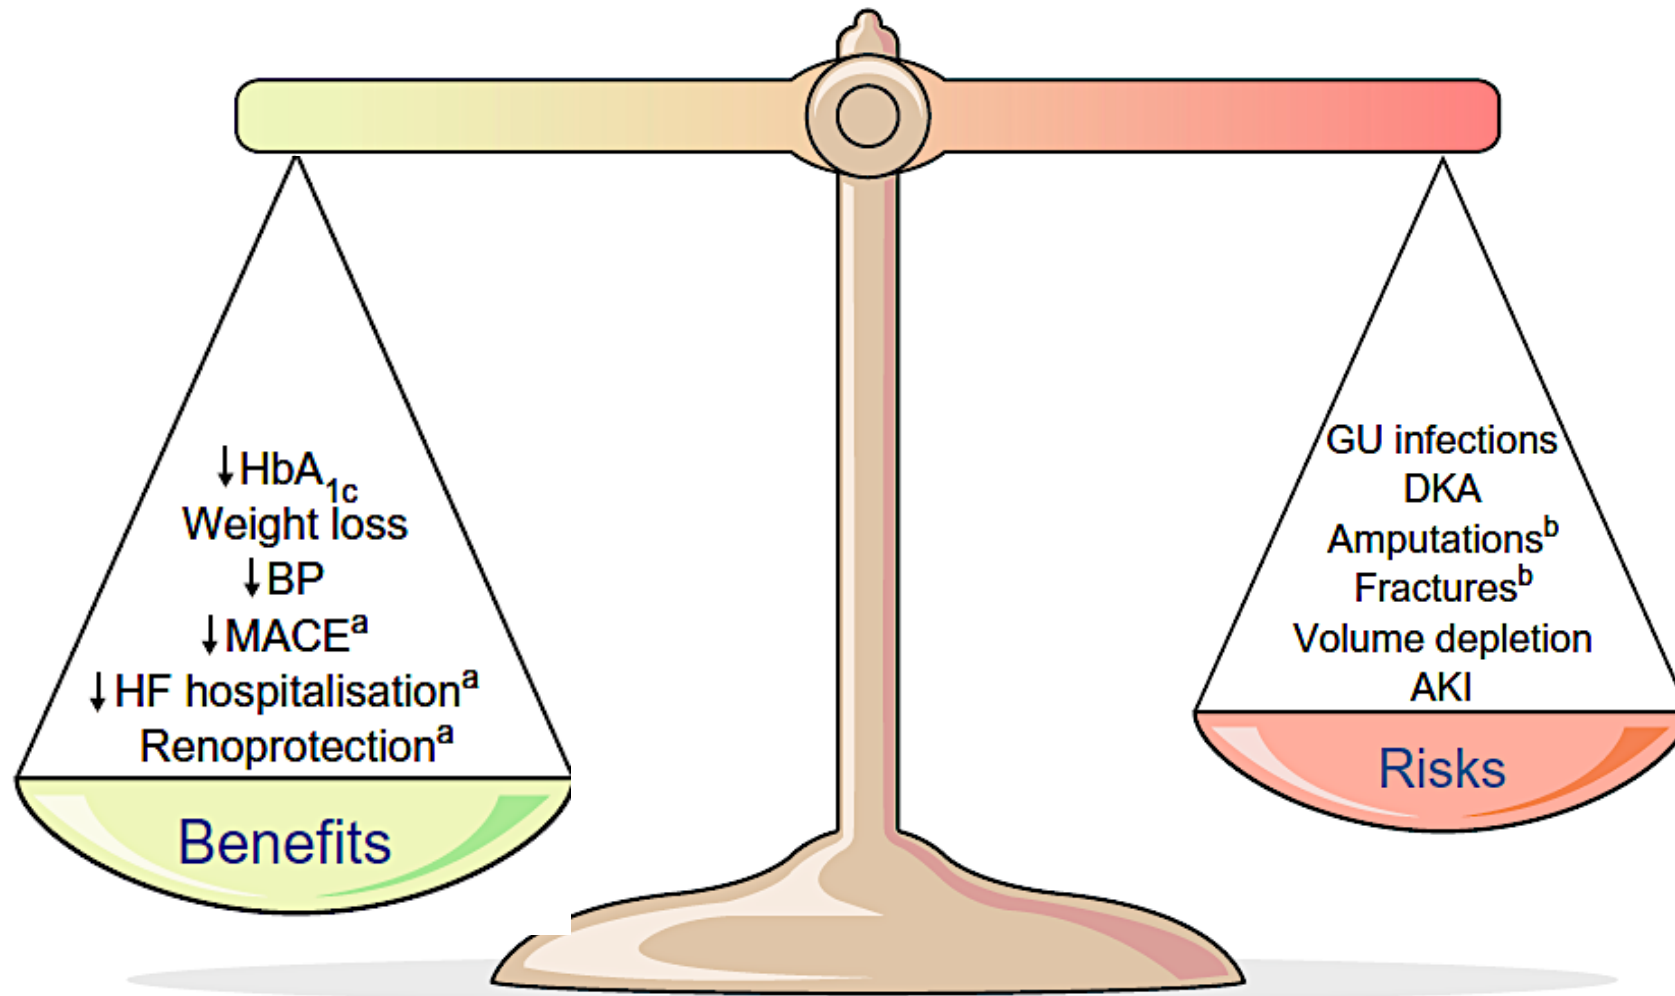 ↓HbA1c
Weight loss
↓BP
↓MACEᵃ
↓HF hospitalisationᵃ
Renoprotectionᵃ
Benefits
GU infections
DKA
Amputationsᵇ
Fracturesᵇ
Volume depletion
AKI
Risks